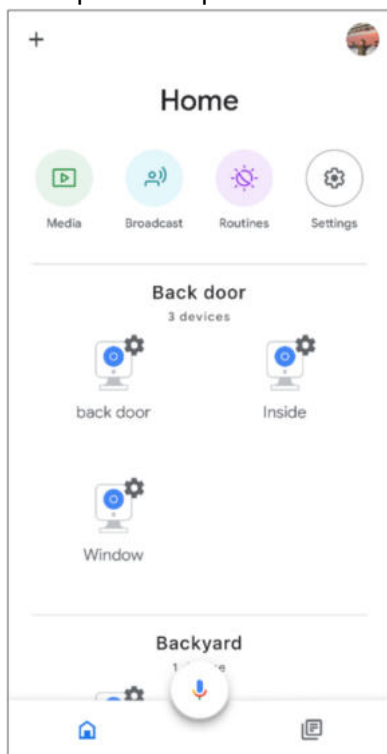 +
Home
Media Broadcast Routines Settings
Back door
3 devices
back door Inside
Window
Backyard